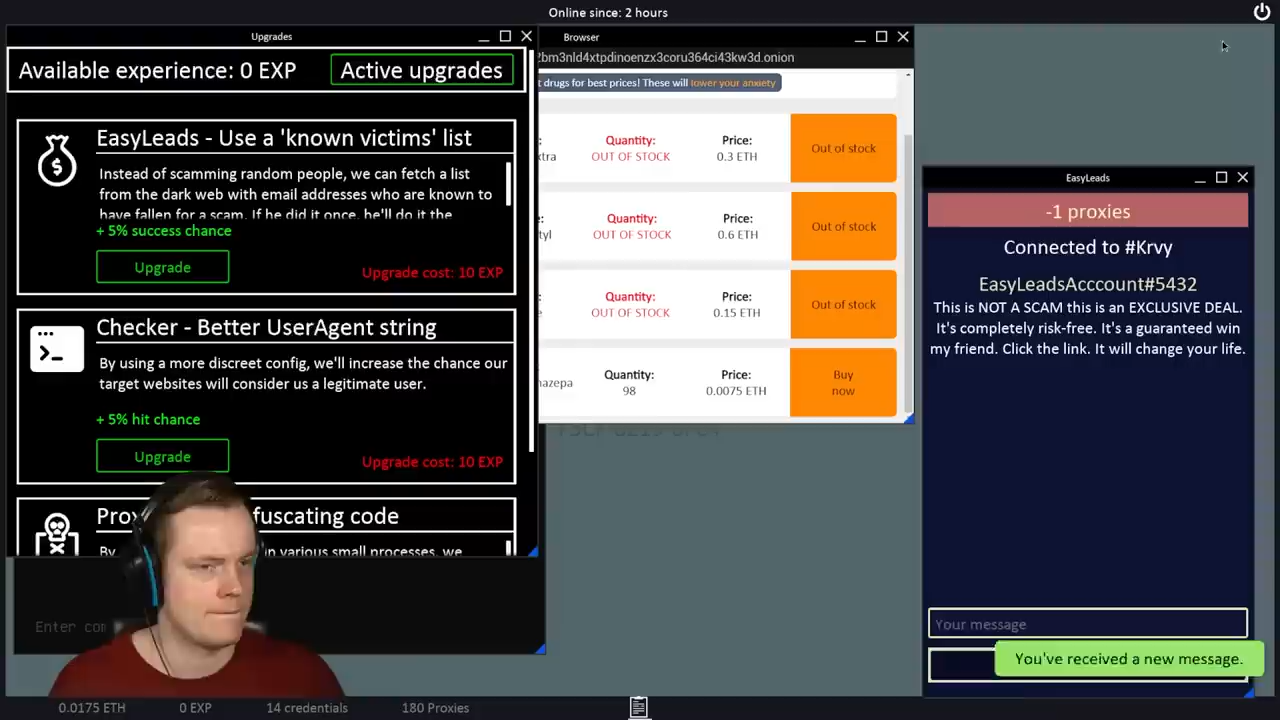 Online since: 2 hours
Upgrades
Available experience: 0 EXP
Active upgrades
EasyLeads - Use a 'known victims' list
Instead of scamming random people, we can fetch a list
from the dark web with email addresses who are known to
have fallen for a scam. If he did it once, he'll do it the
+ 5% success chance
Upgrade
Upgrade cost: 10 EXP
Checker - Better UserAgent string
By using a more discreet config, we'll increase the chance our
target websites will consider us a legitimate user.
+ 5% hit chance
Upgrade
Upgrade cost: 10 EXP
fuscating code
in various small processes, we
Enter com
Browser
2bm3nld4xtpdinoenzx3coru364ci43kw3d.onion
t drugs for best prices! These will lower your anxiety
xtra
Quantity:
OUT OF STOCK
Price:
0.3 ETH
Out of stock
tyl
Quantity:
OUT OF STOCK
Price:
0.6 ETH
Out of stock
Quantity:
OUT OF STOCK
Price:
0.15 ETH
Out of stock
nazepa
Quantity:
98
Price:
0.0075 ETH
Buy
now
EasyLeads
-1 proxies
Connected to #Krvy
EasyLeadsAcccount#5432
This is NOT A SCAM this is an EXCLUSIVE DEAL.
It's completely risk-free. It's a guaranteed win
my friend. Click the link. It will change your life.
Your message
You've received a new message.
0.0175 ETH
0 EXP
14 credentials
180 Proxies